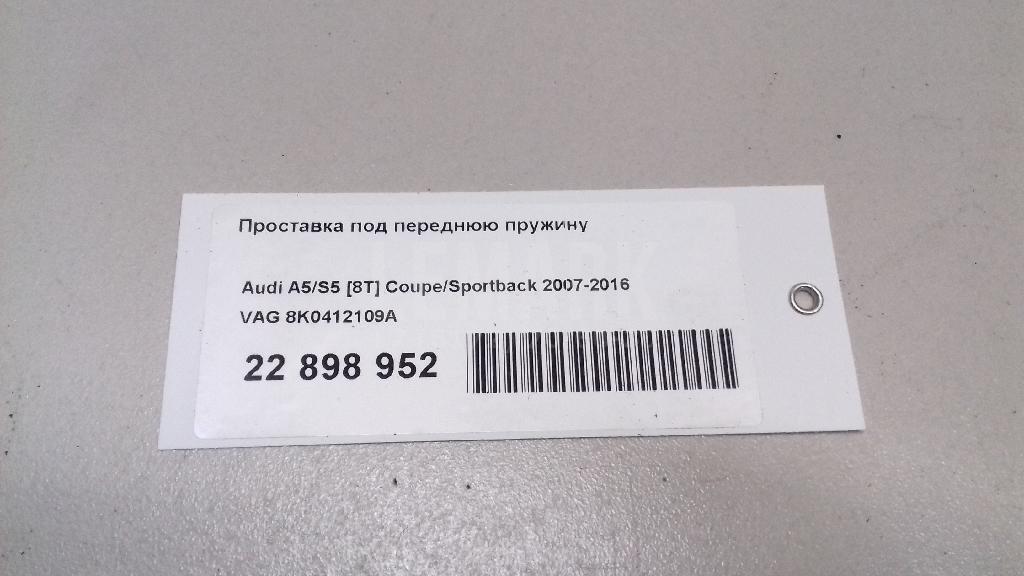 Проставка под переднюю пружину
Audi A5/S5 [8T] Coupe/Sportback 2007-2016
VAG 8K0412109A
22 898 952